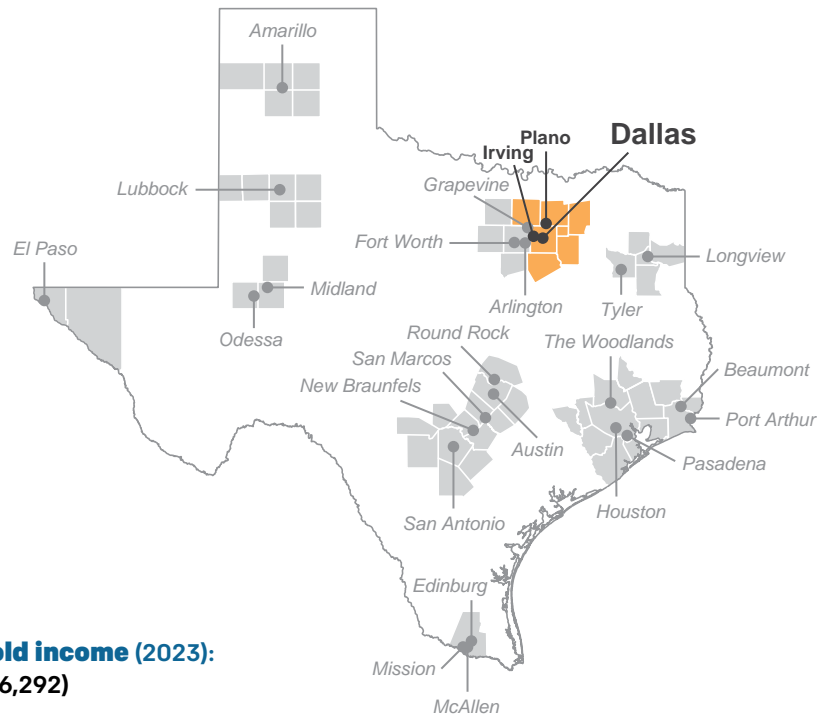 Amarillo
Plano
Dallas
Irving
Grapevine
Lubbock
Fort Worth
El Paso
Longview
Midland
Arlington
Tyler
Odessa
Round Rock
The Woodlands
San Marcos
Beaumont
New Braunfels
Port Arthur
Austin
Pasadena
San Antonio
Houston
Edinburg
old income (2023):
6,292)
Mission
McAllen